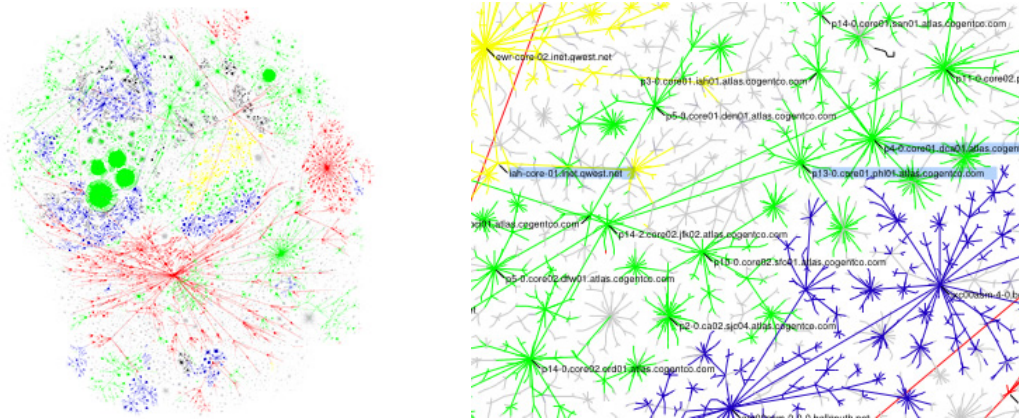 p14-0.core01.san01.atlas.cogentco.com
ewr-core-02.inet.qwest.net
p3-0.core01.iah01.atlas.cogentco.com
p11-0.core02.
p5-0.core01.den01.atlas.cogentco.com
p4-0.core01.dca01.atlas.cogen
iah-core-01.inet.qwest.net
p13-0.core01.phl01.atlas.cogentco.com
ci01.atlas.cogentco.com
p14-2.core02.jfk02.atlas.cogentco.com
p10-0.core02.sfo01.atlas.cogentco.com
p5-0.core02.dfw01.atlas.cogentco.com
p2-0.ca02.sjc04.atlas.cogentco.com
p14-0.core02.ord01.atlas.cogentco.com